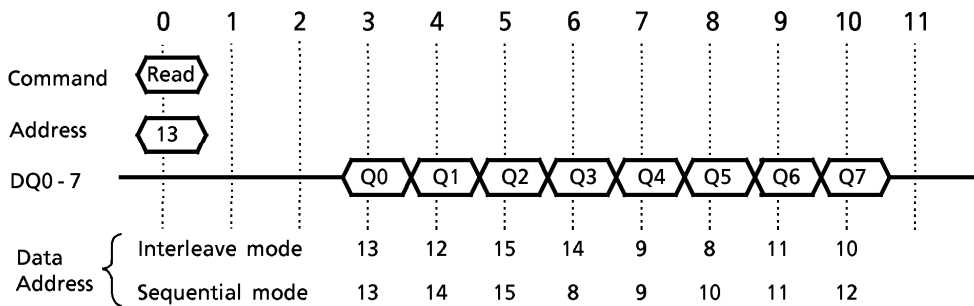 0 1 2 3 4 5 6 7 8 9 10 11
Command Read
Address 13
DQ0 - 7 Q0 Q1 Q2 Q3 Q4 Q5 Q6 Q7
Data Address
Interleave mode 13 12 15 14 9 8 11 10
Sequential mode 13 14 15 8 9 10 11 12